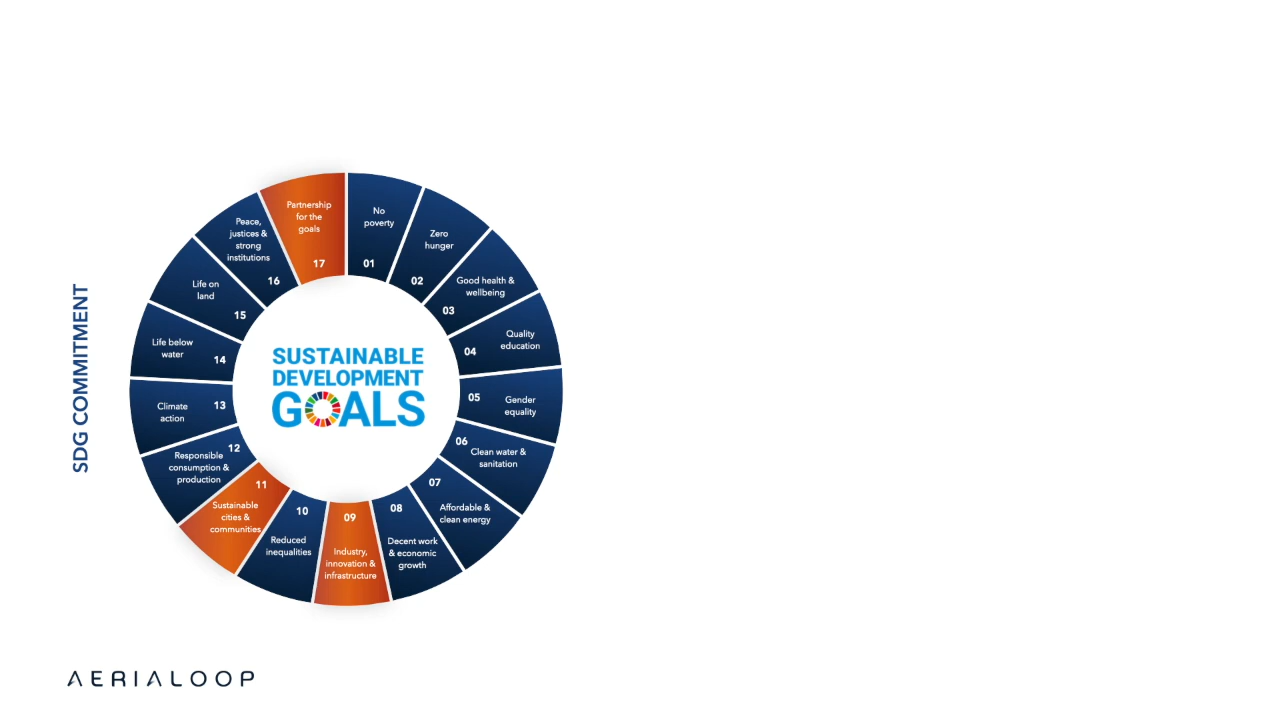 SDG COMMITMENT
SUSTAINABLE
DEVELOPMENT
GOALS
No
poverty
01
Zero
hunger
02
Good health &
wellbeing
03
Quality
education
04
Gender
equality
05
Clean water &
sanitation
06
Affordable &
clean energy
07
Decent work
& economic
growth
08
Industry,
innovation &
infrastructure
09
Reduced
inequalities
10
Sustainable
cities &
communities
11
Responsible
consumption &
production
12
Climate
action
13
Life below
water
14
Life on
land
15
Peace,
justices &
strong
institutions
16
Partnership
for the
goals
17
AERIALOOP